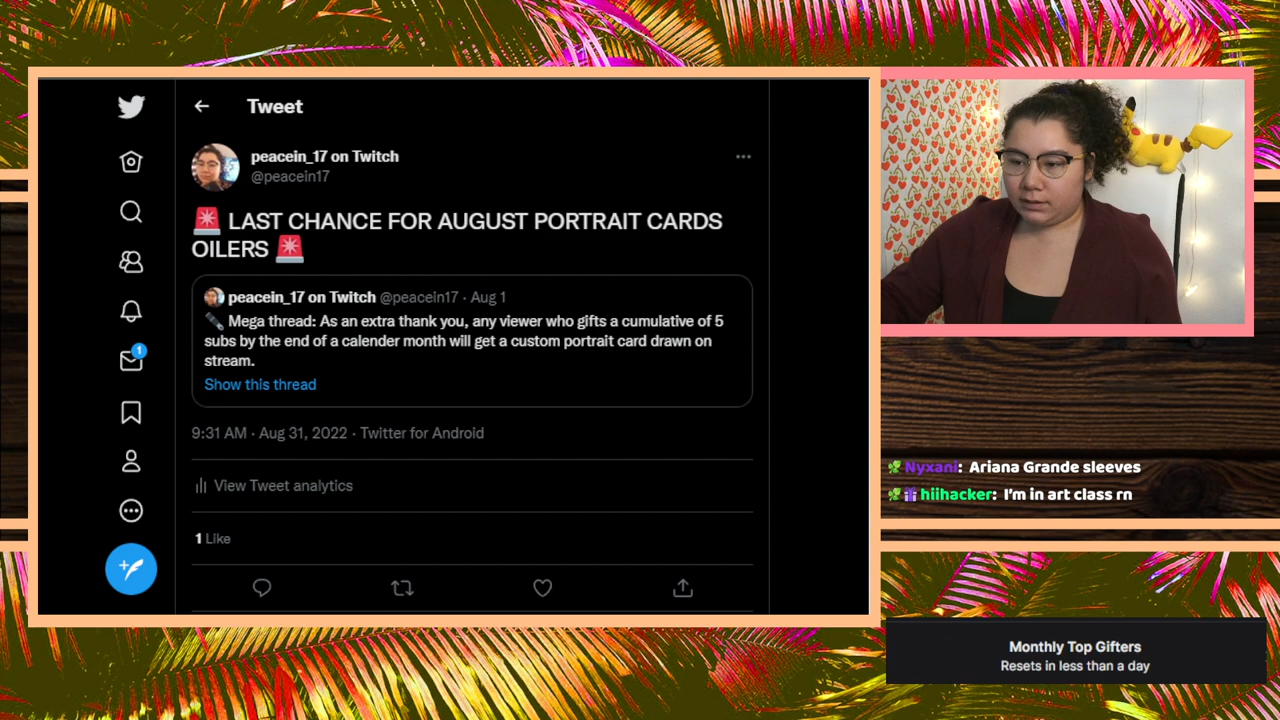 Tweet
peacein_17 on Twitch
@peacein17
🚨 LAST CHANCE FOR AUGUST PORTRAIT CARDS
OILERS 🚨
peacein_17 on Twitch @peacein17 · Aug 1
Mega thread: As an extra thank you, any viewer who gifts a cumulative of 5
subs by the end of a calender month will get a custom portrait card drawn on
stream.
Show this thread
9:31 AM · Aug 31, 2022 · Twitter for Android
View Tweet analytics
1 Like
1
Nyxani: Ariana Grande sleeves
hiihacker: I'm in art class rn
Monthly Top Gifters
Resets in less than a day